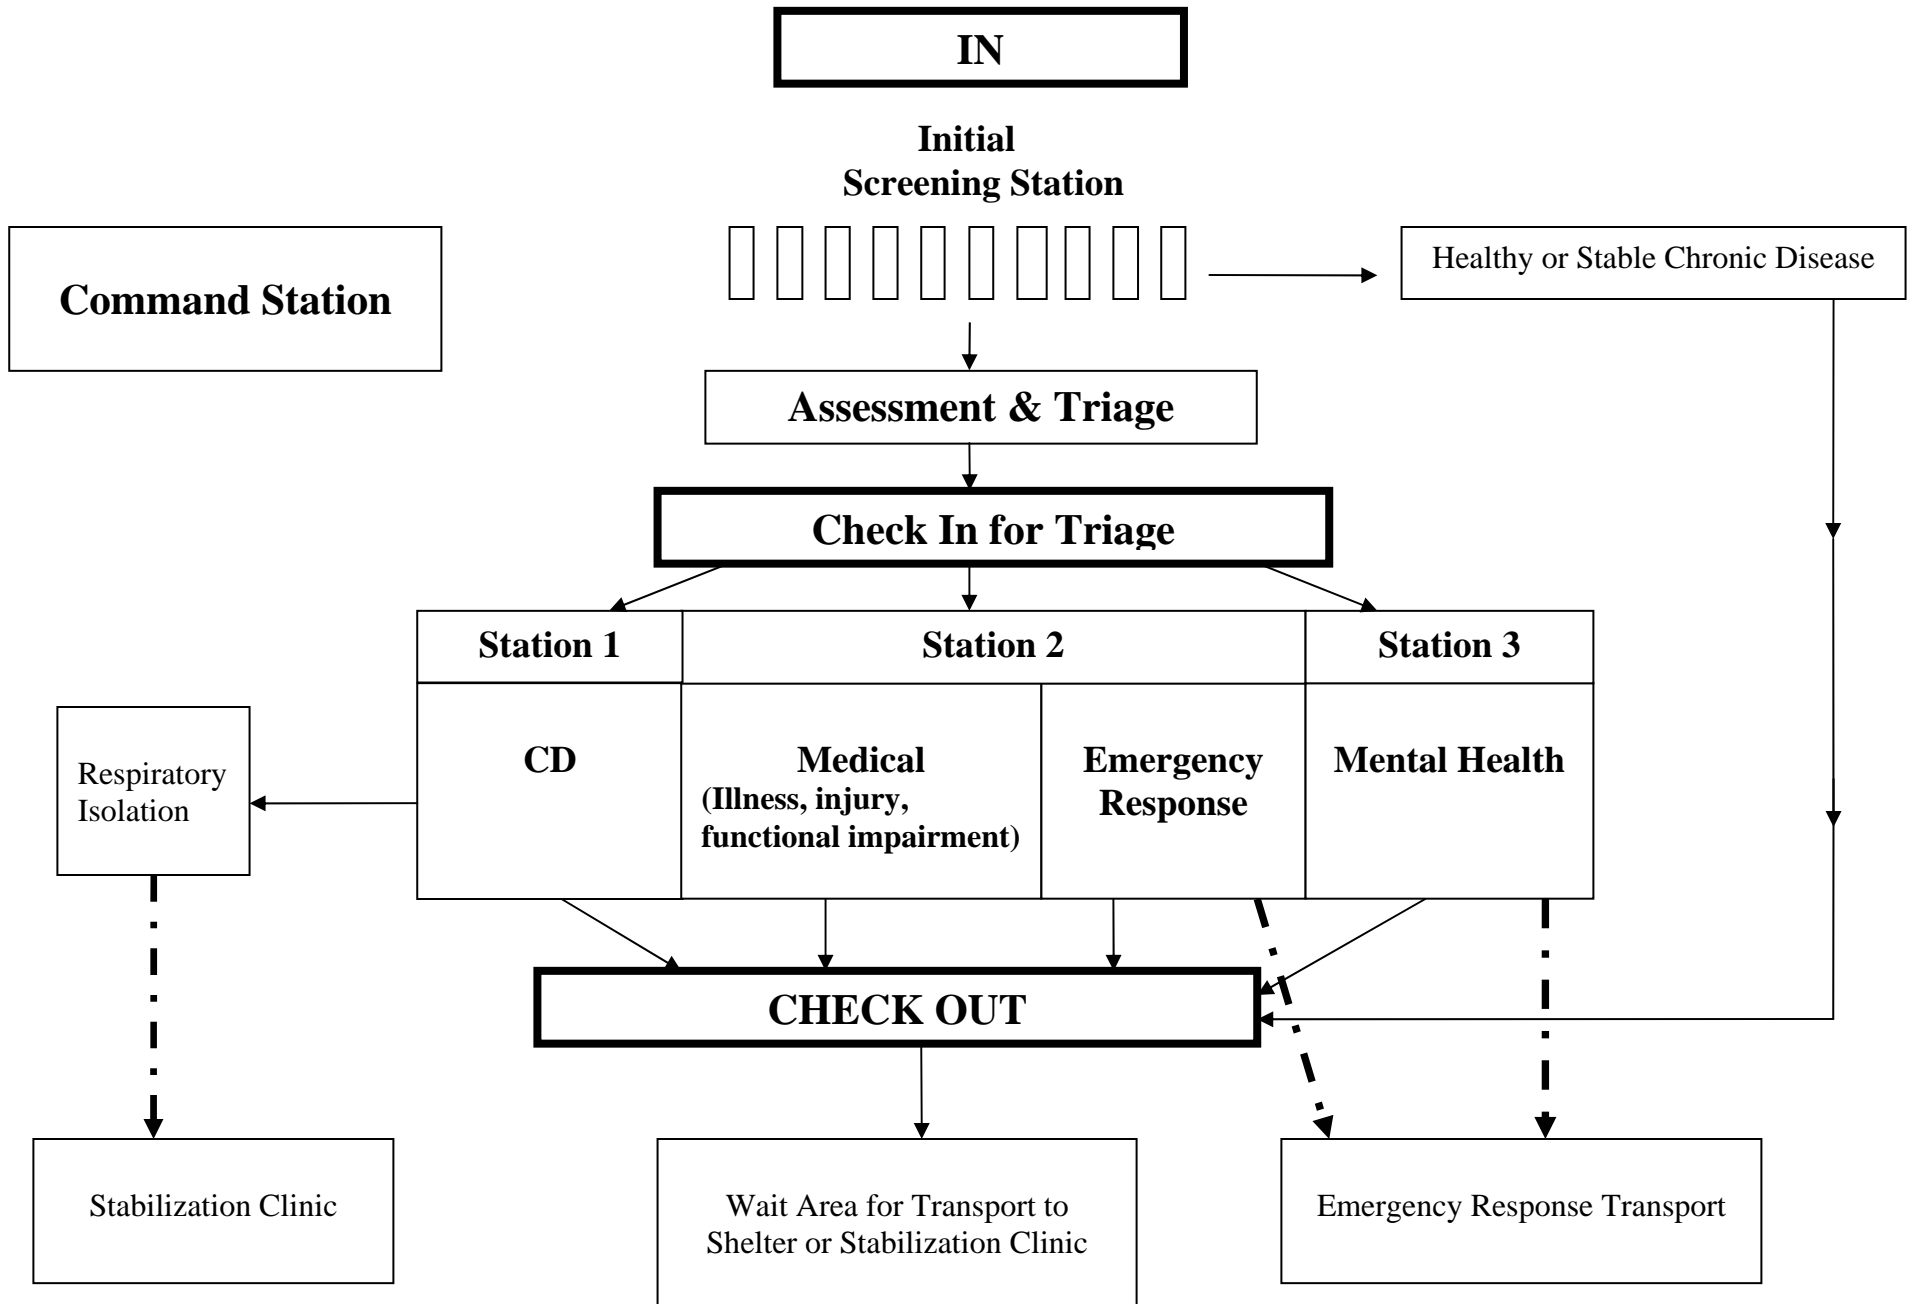 IN
Initial
Screening Station
Command Station
Healthy or Stable Chronic Disease
Assessment & Triage
Check In for Triage
Station 1
Station 2
Station 3
CD
Medical
(Illness, injury,
functional impairment)
Emergency
Response
Mental Health
Respiratory
Isolation
CHECK OUT
Stabilization Clinic
Wait Area for Transport to
Shelter or Stabilization Clinic
Emergency Response Transport